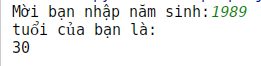 Mời bạn nhập năm sinh:1989
tuổi của bạn là:
30